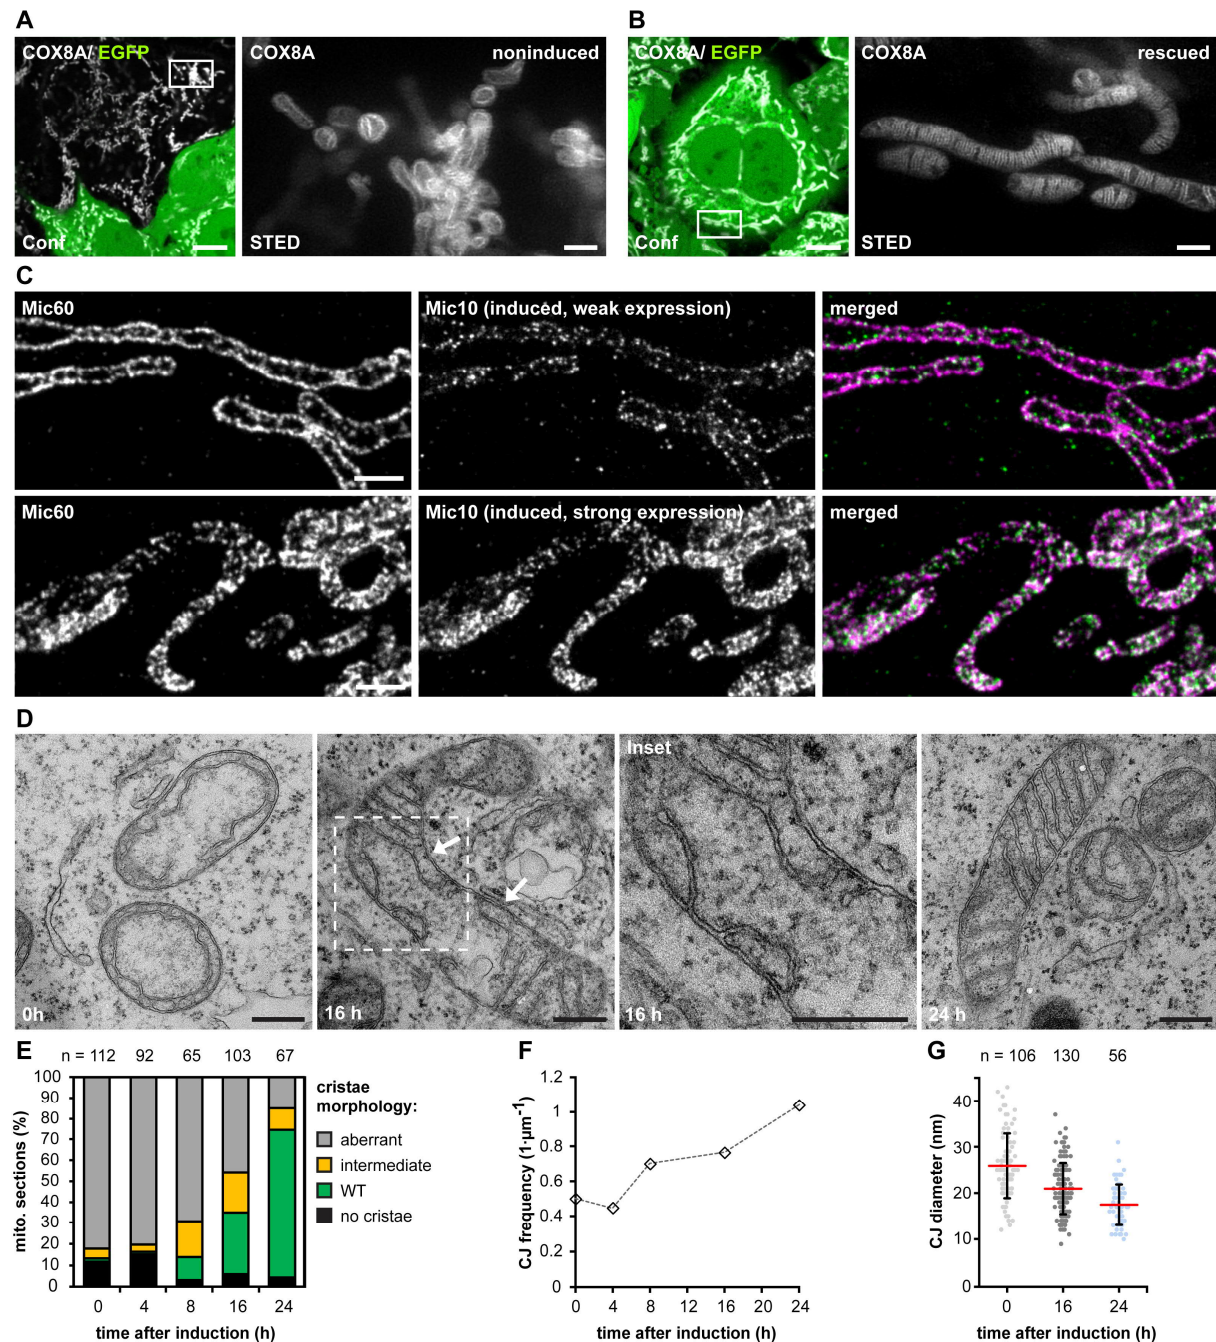 A
B
COX8A/ EGFP
COX8A
noninduced
COX8A/ EGFP
COX8A
rescued
Conf
STED
Conf
STED
C
Mic60
Mic10 (induced, weak expression)
merged
Mic60
Mic10 (induced, strong expression)
merged
D
Inset
0h
16 h
16 h
24 h
E
n = 112 92 65 103 67
mito. sections (%)
100
90
80
70
60
50
40
30
20
10
0
0 4 8 16 24
time after induction (h)
cristae
morphology:
aberrant
intermediate
WT
no cristae
F
CJ frequency (1·µm⁻¹)
1.2
1
0.8
0.6
0.4
0.2
0
0 4 8 12 16 20 24
time after induction (h)
G
n = 106 130 56
CJ diameter (nm)
40
30
20
10
0
0 16 24
time after induction (h)